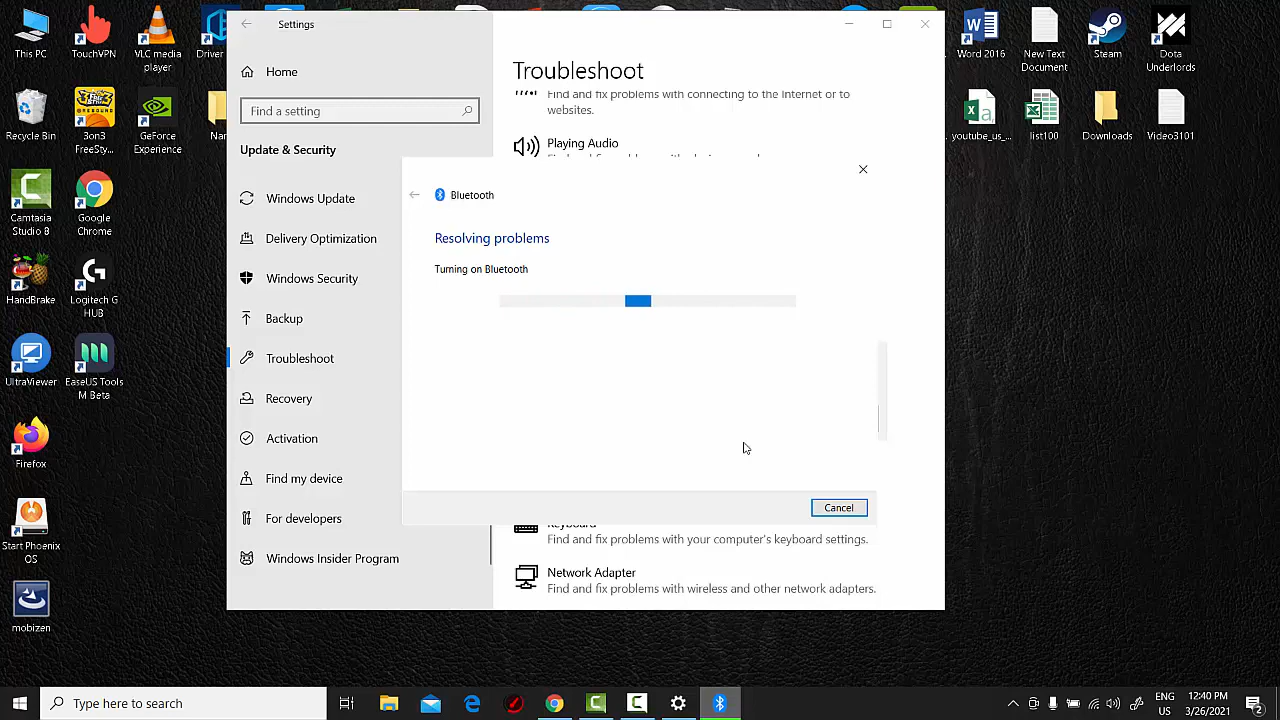 Settings
Home
Find a setting
Update & Security
Windows Update
Delivery Optimization
Windows Security
Backup
Troubleshoot
Recovery
Activation
Find my device
For developers
Windows Insider Program
Troubleshoot
Find and fix problems with connecting to the Internet or to
websites.
Playing Audio
Bluetooth
Resolving problems
Turning on Bluetooth
Cancel
Keyboard
Find and fix problems with your computer's keyboard settings.
Network Adapter
Find and fix problems with wireless and other network adapters.
This PC
TouchVPN
VLC media
player
Driver
Recycle Bin
3on3
FreeSty...
GeForce
Experience
Nar
Camtasia
Studio 8
Google
Chrome
HandBrake
Logitech G
HUB
UltraViewer
EaseUS Tools
M Beta
Firefox
Start Phoenix
OS
mobizen
Word 2016
New Text
Document
Steam
Dota
Underlords
youtube_us_...
list100
Downloads
Video3101
Type here to search
ENG
US
12:40 PM
3/26/2021
2